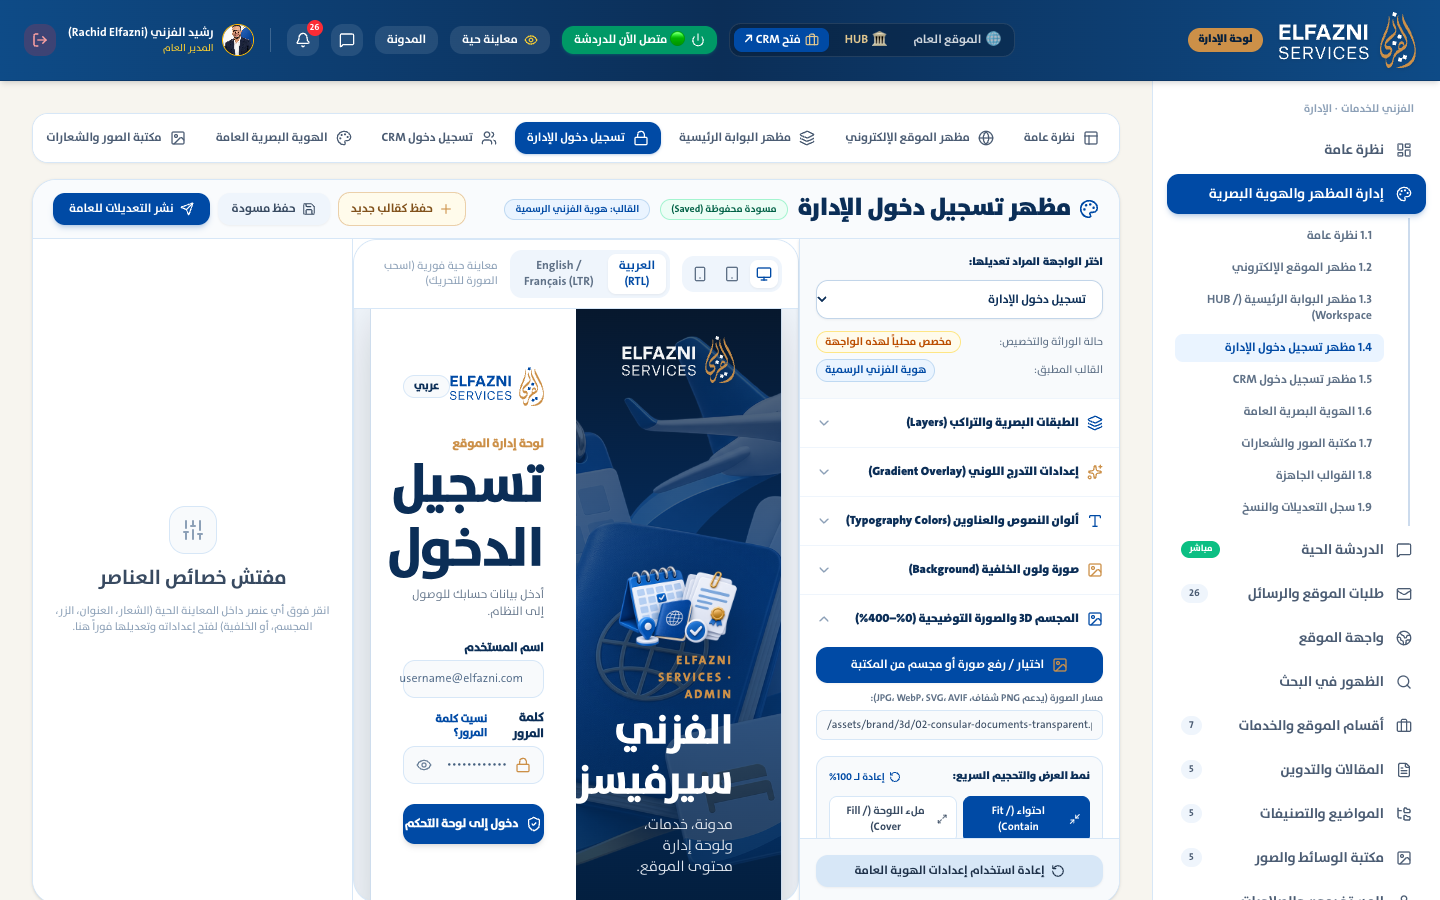 ELFAZNI
SERVICES
لوحة الإدارة
الموقع العام
HUB
فتح CRM ↗
متصل الآن للدردشة
معاينة حية
المدونة
26
رشيد الفزني (Rachid Elfazni)
المدير العام
الفزني للخدمات · الإدارة
نظرة عامة
إدارة المظهر والهوية البصرية
1.1 نظرة عامة
1.2 مظهر الموقع الإلكتروني
1.3 مظهر البوابة الرئيسية (HUB /
Workspace)
1.4 مظهر تسجيل دخول الإدارة
1.5 مظهر تسجيل دخول CRM
1.6 الهوية البصرية العامة
1.7 مكتبة الصور والشعارات
1.8 القوالب الجاهزة
1.9 سجل التعديلات والنسخ
الدردشة الحية
مباشر
طلبات الموقع والرسائل
26
واجهة الموقع
الظهور في البحث
أقسام الموقع والخدمات
7
المقالات والتدوين
5
المواضيع والتصنيفات
5
مكتبة الوسائط والصور
5
نظرة عامة
مظهر الموقع الإلكتروني
مظهر البوابة الرئيسية
تسجيل دخول الإدارة
تسجيل دخول CRM
الهوية البصرية العامة
مكتبة الصور والشعارات
مظهر تسجيل دخول الإدارة
مسودة محفوظة (Saved)
القالب: هوية الفزني الرسمية
حفظ كقالب جديد
حفظ مسودة
نشر التعديلات للعامة
اختر الواجهة المراد تعديلها:
تسجيل دخول الإدارة
حالة الوراثة والتخصيص:
مخصص محلياً لهذه الواجهة
القالب المطبق:
هوية الفزني الرسمية
الطبقات البصرية والتراكب (Layers)
إعدادات التدرج اللوني (Gradient Overlay)
ألوان النصوص والعناوين (Typography Colors)
صورة ولون الخلفية (Background)
المجسم 3D والصورة التوضيحية (0%–400%)
اختيار / رفع صورة أو مجسم من المكتبة
مسار الصورة (يدعم PNG شفاف، JPG، WebP، SVG، AVIF):
/assets/brand/3d/02-consular-documents-transparent.
نمط العرض والتحجيم السريع:
إعادة لـ 100%
احتواء (Fit /
Contain)
ملء اللوحة (Fill /
Cover)
إعادة استخدام إعدادات الهوية العامة
العربية
(RTL)
English /
Français (LTR)
معاينة حية فورية (اسحب
الصورة للتحريك)
ELFAZNI
SERVICES
ELFAZNI
SERVICES ·
ADMIN
الفزني
سيرفيسز
مدونة، خدمات،
ولوحة إدارة
محتوى الموقع.
ELFAZNI
SERVICES
عربي
لوحة إدارة الموقع
تسجيل
الدخول
أدخل بيانات حسابك للوصول
إلى النظام.
اسم المستخدم
username@elfazni.com
كلمة
المرور
نسيت كلمة
المرور؟
••••••••••••
دخول إلى لوحة التحكم
مفتش خصائص العناصر
انقر فوق أي عنصر داخل المعاينة الحية (الشعار، العنوان، الزر،
المجسم، أو الخلفية) لفتح إعداداته وتعديلها فوراً هنا.